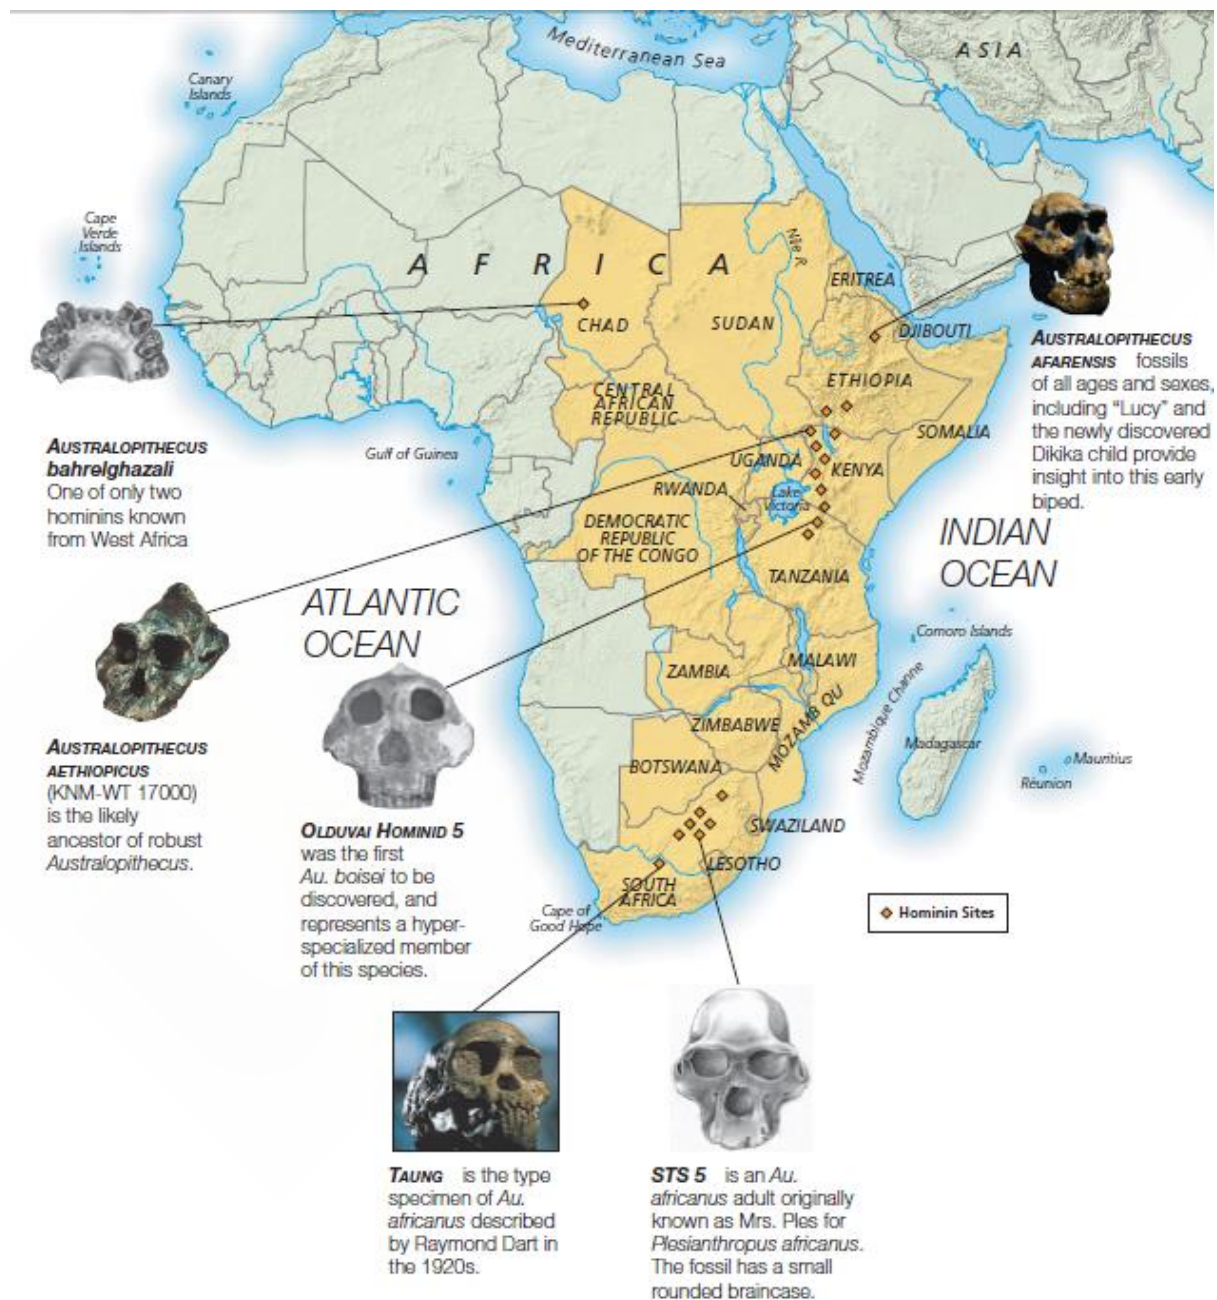 Mediterranean Sea
ASIA
Canary
Islands
Cape
Verde
Islands
AFRICA
Nile R.
ERITREA
CHAD
SUDAN
DJIBOUTI
ETHIOPIA
CENTRAL
AFRICAN
REPUBLIC
SOMALIA
Gulf of Guinea
UGANDA
KENYA
RWANDA
Lake
Victoria
DEMOCRATIC
REPUBLIC
OF THE CONGO
TANZANIA
INDIAN
OCEAN
ATLANTIC
OCEAN
Comoro Islands
ZAMBIA
MALAWI
MOZAMB QU
Mozambique Channe
ZIMBABWE
Madagascar
Mauritius
Réunion
BOTSWANA
SWAZILAND
LESOTHO
SOUTH
AFRICA
Cape of
Good Hope
Hominin Sites
AUSTRALOPITHECUS
AFARENSIS fossils
of all ages and sexes,
including “Lucy” and
the newly discovered
Dikika child provide
insight into this early
biped.
AUSTRALOPITHECUS
bahrelghazali
One of only two
hominins known
from West Africa
AUSTRALOPITHECUS
AETHIOPICUS
(KNM-WT 17000)
is the likely
ancestor of robust
Australopithecus.
OLDUVAI HOMINID 5
was the first
Au. boisei to be
discovered, and
represents a hyper-
specialized member
of this species.
TAUNG is the type
specimen of Au.
africanus described
by Raymond Dart in
the 1920s.
STS 5 is an Au.
africanus adult originally
known as Mrs. Ples for
Plesianthropus africanus.
The fossil has a small
rounded braincase.